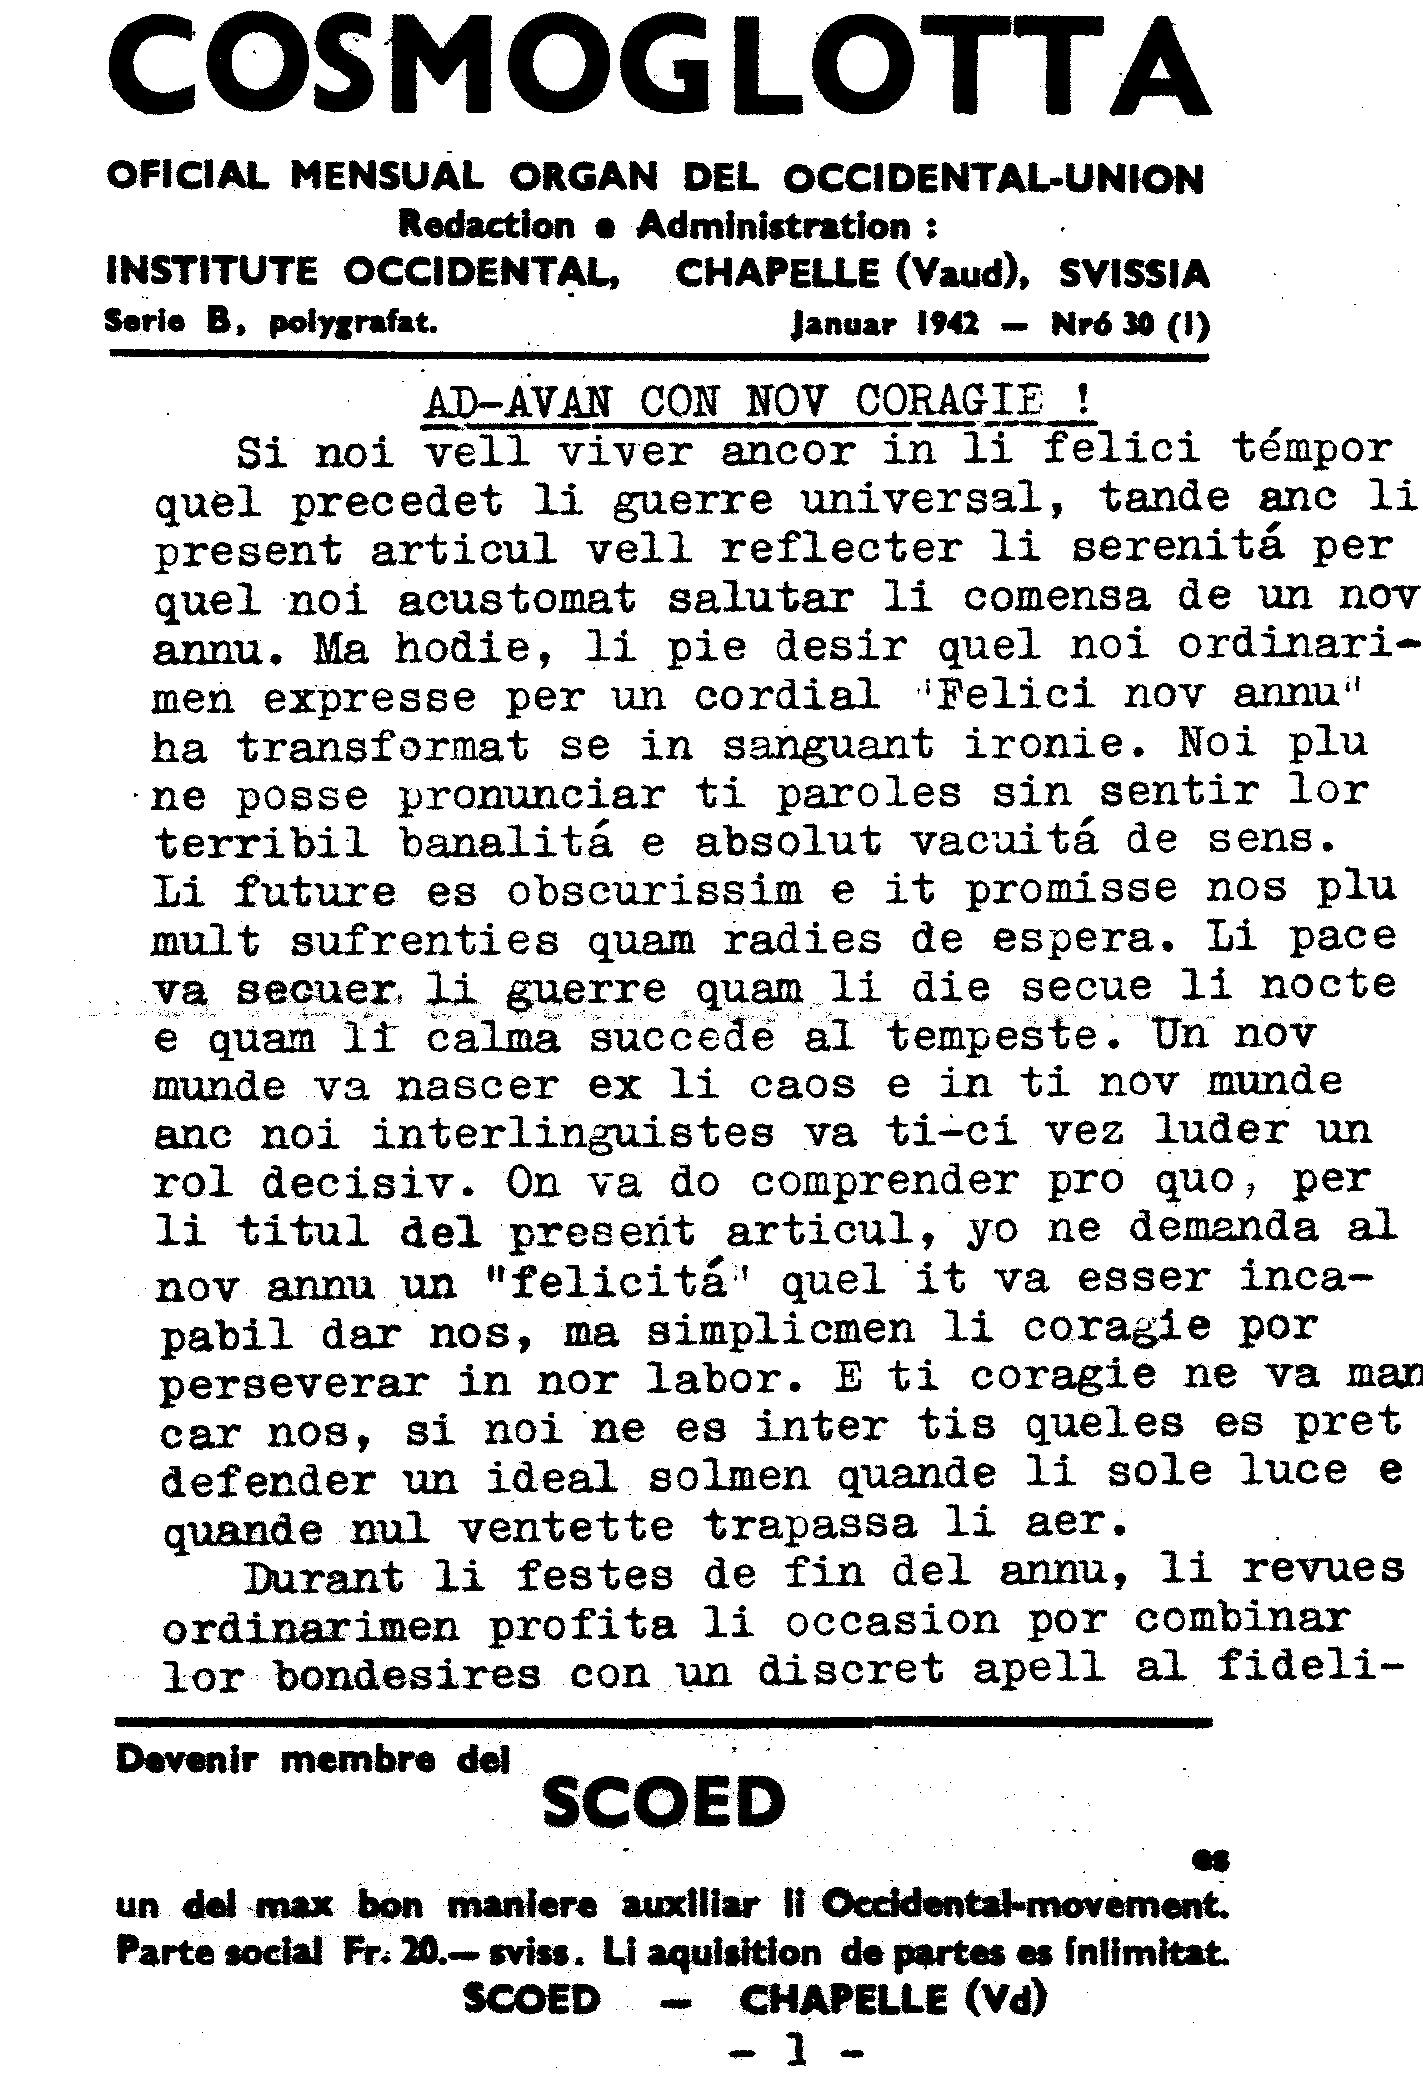 COSMOGLOTTA
OFICIAL MENSUAL ORGAN DEL OCCIDENTAL-UNION
Redaction e Administration :
INSTITUTE OCCIDENTAL, CHAPELLE (Vaud), SVISSIA
Serie B, polygrafat. Januar 1942 — Nró 30 (1)
AD-AVAN CON NOV CORAGIE !
Si noi vell viver ancor in li felici témpor
quel precedet li guerre universal, tande anc li
present articul vell reflecter li serenitá per
quel noi acustomat salutar li comensa de un nov
annu. Ma hodie, li pie desir quel noi ordinari-
men expresse per un cordial "Felici nov annu"
ha transformat se in sanguant ironie. Noi plu
ne posse pronunciar ti paroles sin sentir lor
terribil banalitá e absolut vacuitá de sens.
Li future es obscurissim e it promisse nos plu
mult sufrenties quam radies de espera. Li pace
va secuer li guerre quam li die secue li nocte
e quam li calma succede al tempeste. Un nov
munde va nascer ex li caos e in ti nov munde
anc noi interlinguistes va ti-ci vez luder un
rol decisiv. On va do comprender pro quo, per
li titul del present articul, yo ne demanda al
nov annu un "felicitá" quel it va esser inca-
pabil dar nos, ma simplicmen li coragie por
perseverar in nor labor. E ti coragie ne va man
car nos, si noi ne es inter tis queles es pret
defender un ideal solmen quande li sole luce e
quande nul ventette trapassa li aer.
Durant li festes de fin del annu, li revues
ordinarimen profita li occasion por combinar
lor bondesires con un discret apell al fideli-
Devenir membre del
SCOED
es
un del max bon maniere auxiliar li Occidental-movement.
Parte social Fr. 20.— sviss. Li aquisition de partes es ínlimitat.
SCOED — CHAPELLE (Vd)
- 1 -